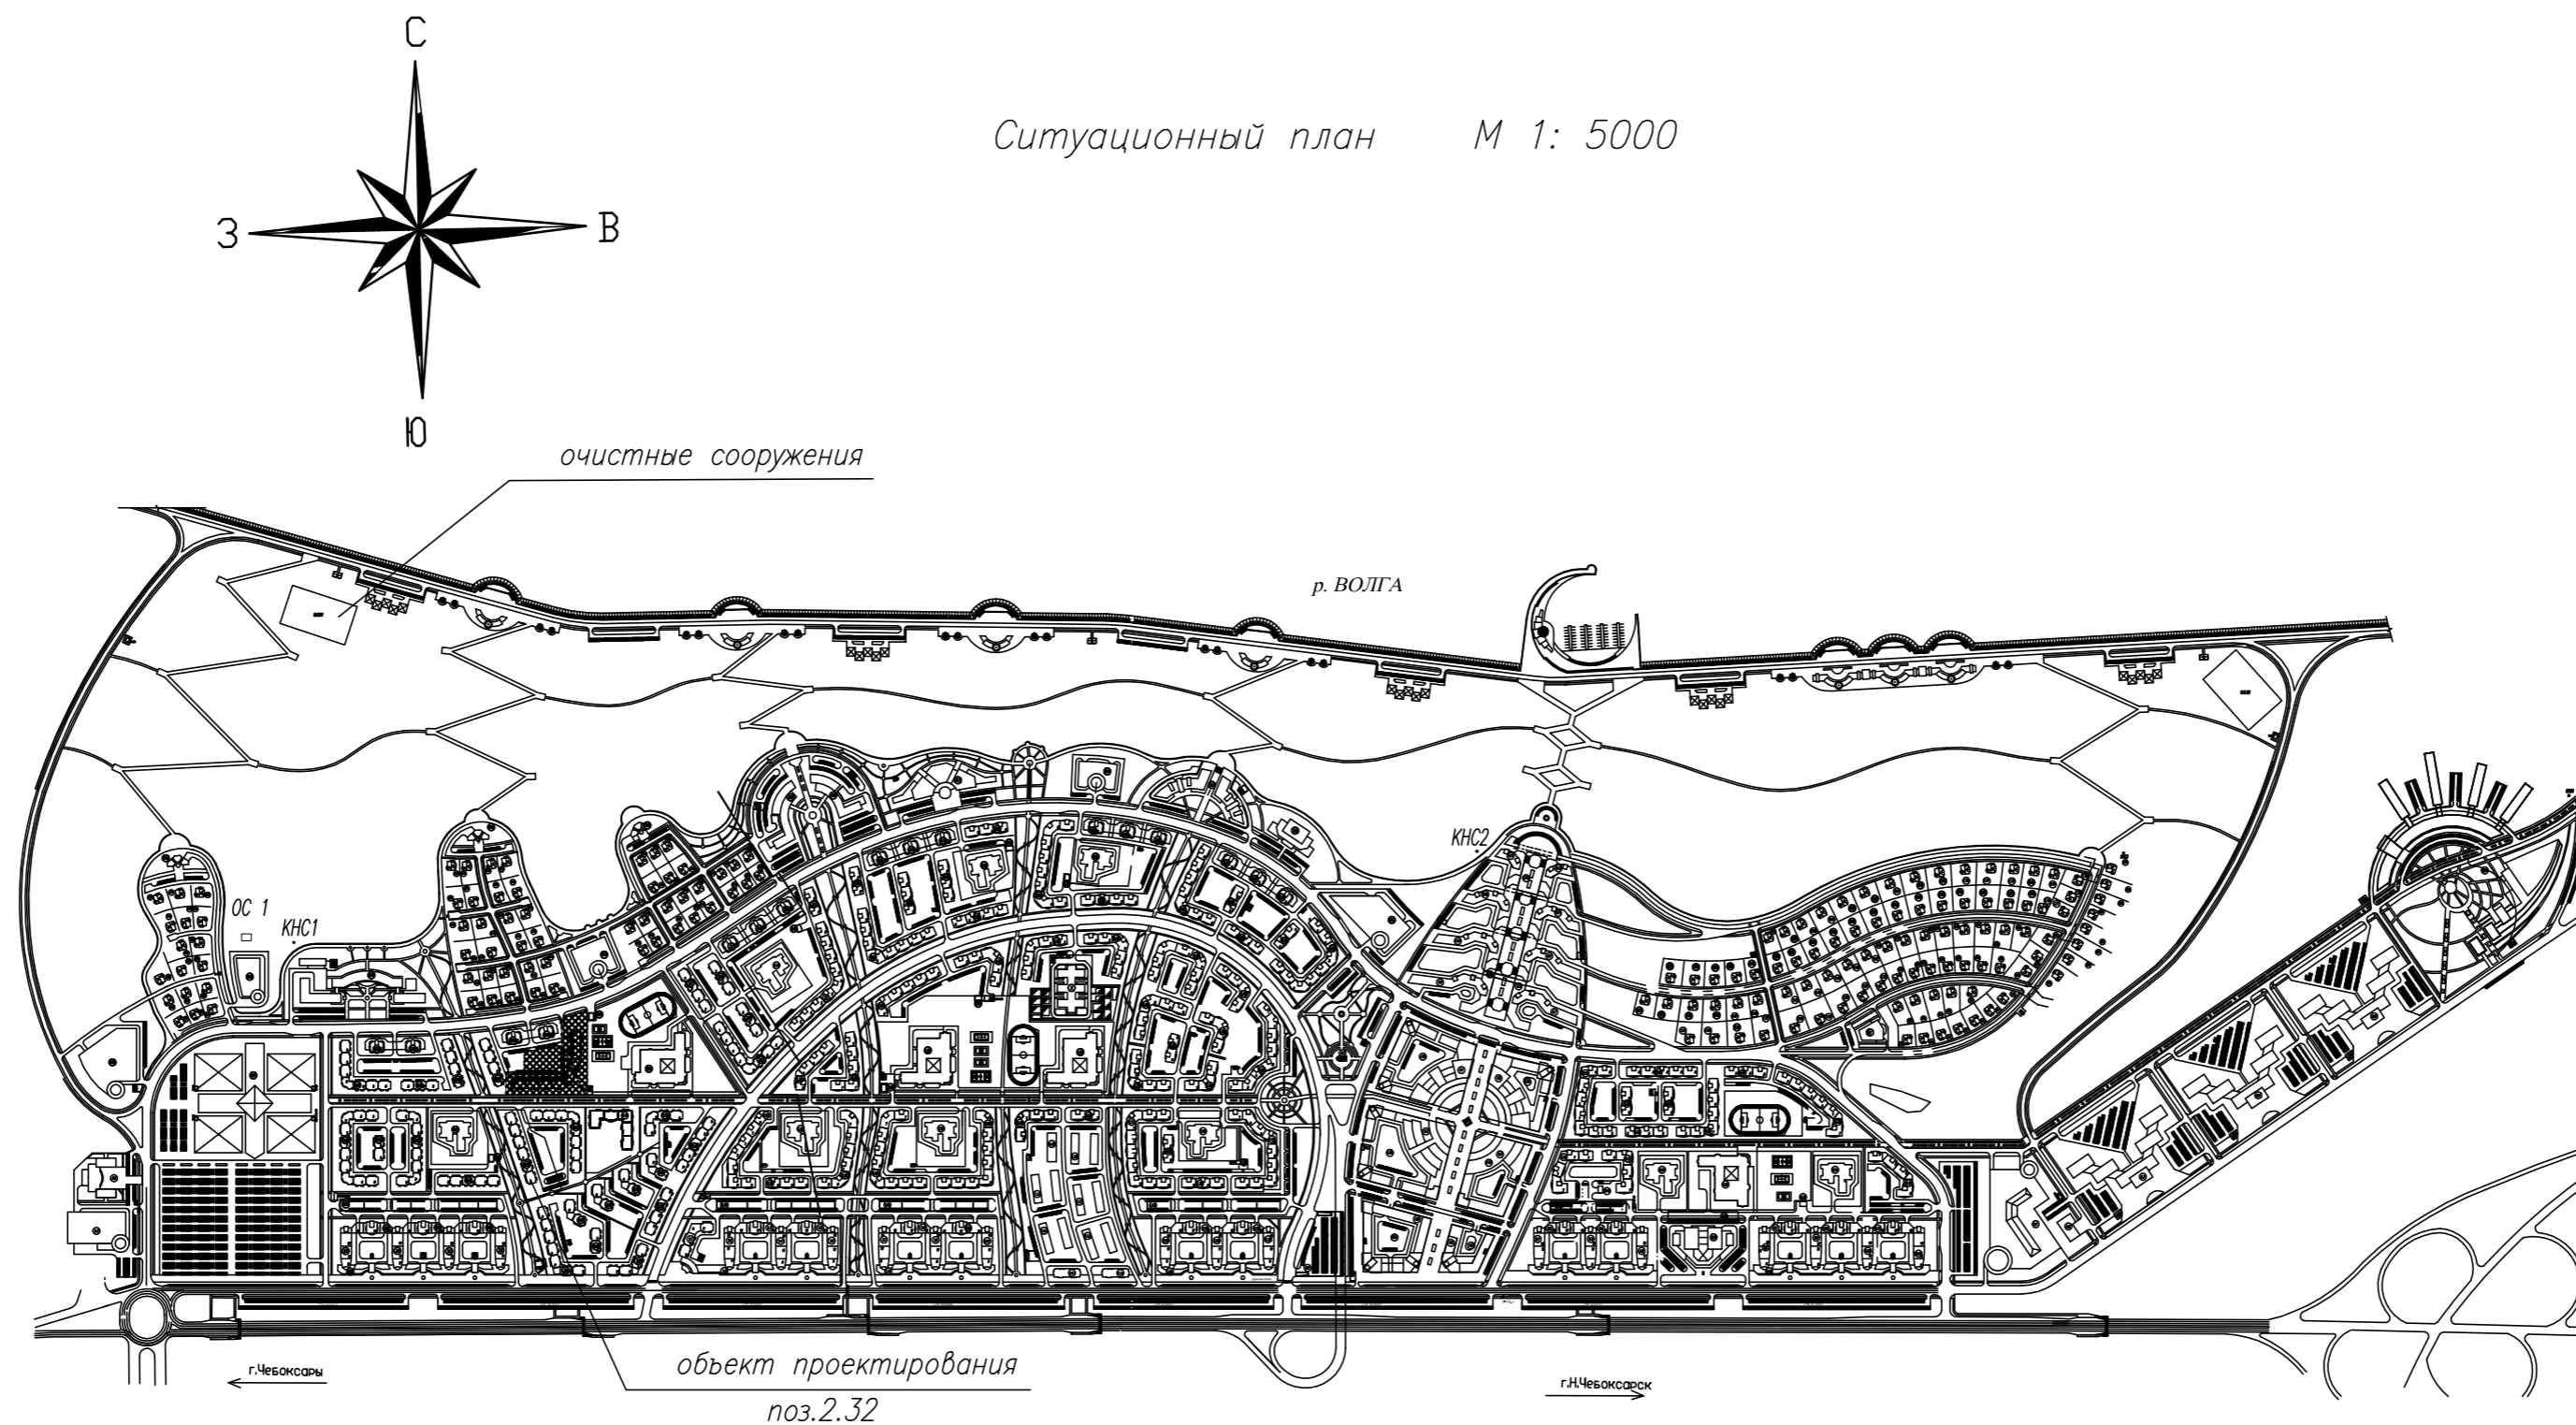 С
Ситуационный план М 1: 5000
З
В
Ю
очистные сооружения
р. ВОЛГА
КНС2
ОС 1
КНС1
объект проектирования
г.Чебоксары
г.Н.Чебоксарск
поз.2.32